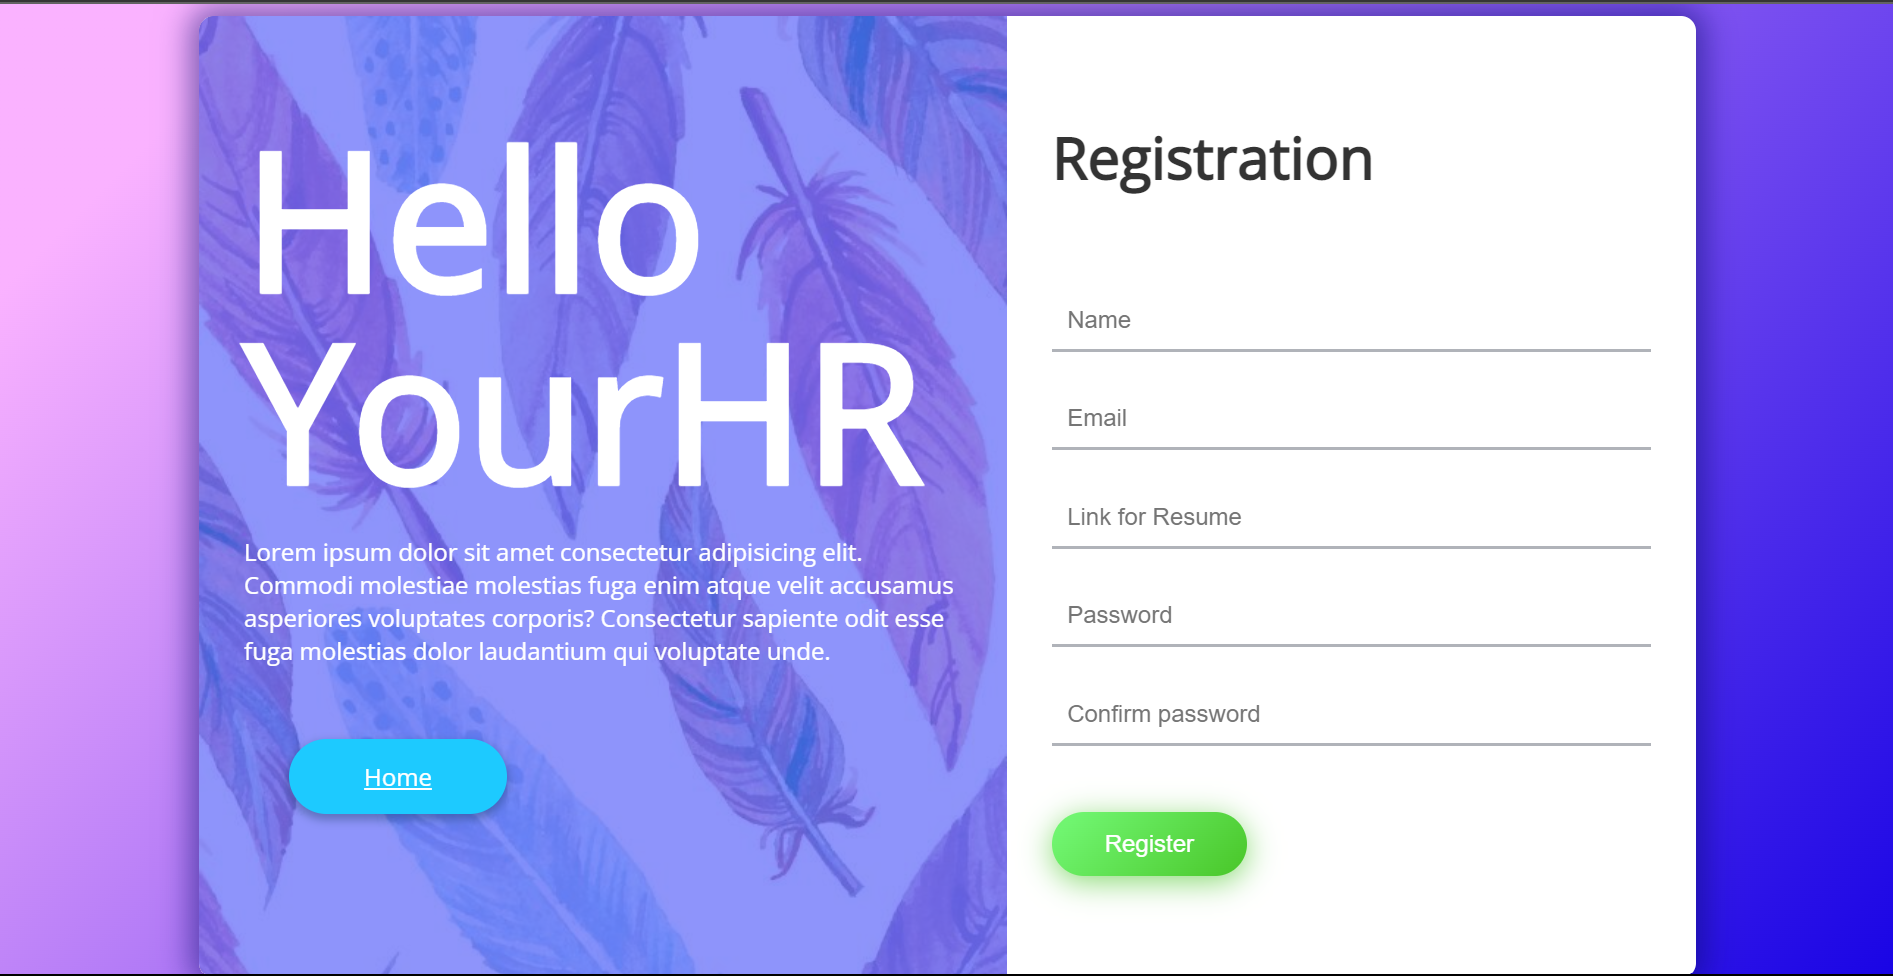 Hello
YourHR
Lorem ipsum dolor sit amet consectetur adipisicing elit.
Commodi molestiae molestias fuga enim atque velit accusamus
asperiores voluptates corporis? Consectetur sapiente odit esse
fuga molestias dolor laudantium qui voluptate unde.
Home
Registration
Name
Email
Link for Resume
Password
Confirm password
Register